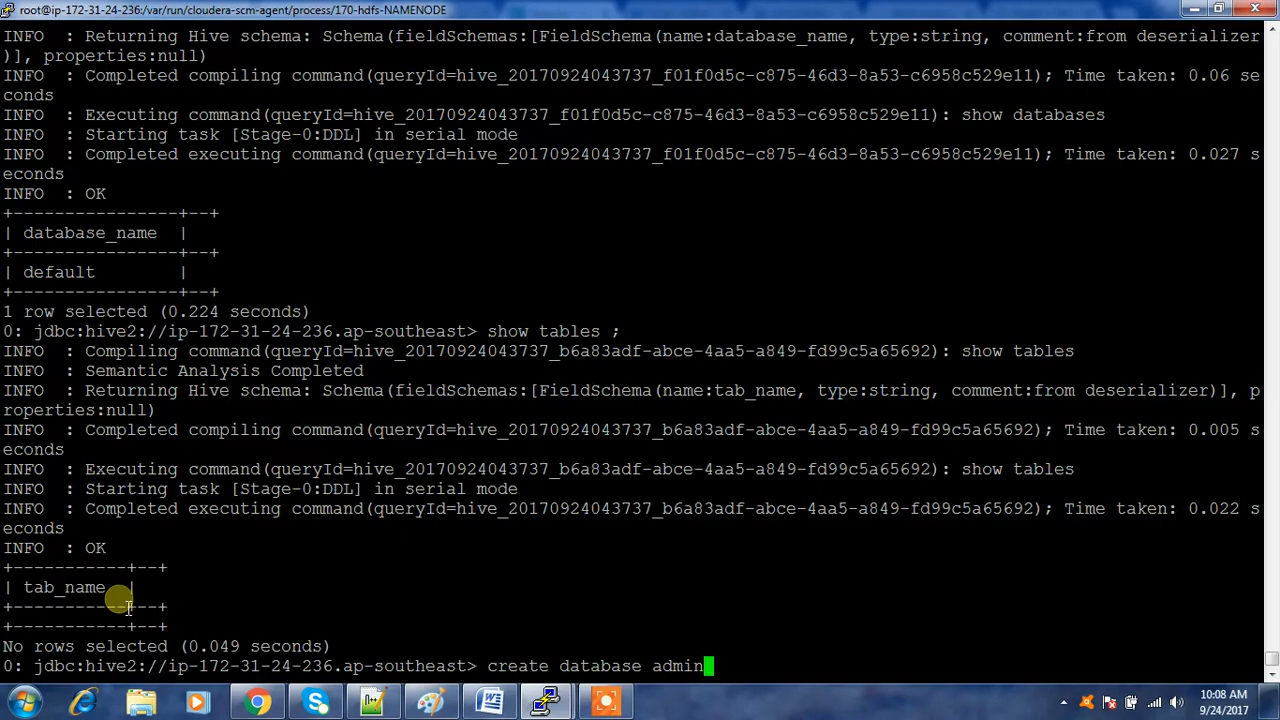 root@ip-172-31-24-236:/var/run/cloudera-scm-agent/process/170-hdfs-NAMENODE
INFO  : Returning Hive schema: Schema(fieldSchemas:[FieldSchema(name:database_name, type:string, comment:from deserializer
)], properties:null)
INFO  : Completed compiling command(queryId=hive_20170924043737_f01f0d5c-c875-46d3-8a53-c6958c529e11); Time taken: 0.06 se
conds
INFO  : Executing command(queryId=hive_20170924043737_f01f0d5c-c875-46d3-8a53-c6958c529e11): show databases
INFO  : Starting task [Stage-0:DDL] in serial mode
INFO  : Completed executing command(queryId=hive_20170924043737_f01f0d5c-c875-46d3-8a53-c6958c529e11); Time taken: 0.027 s
econds
INFO  : OK
+----------------+--+
| database_name  |
+----------------+--+
| default        |
+----------------+--+
1 row selected (0.224 seconds)
0: jdbc:hive2://ip-172-31-24-236.ap-southeast> show tables ;
INFO  : Compiling command(queryId=hive_20170924043737_b6a83adf-abce-4aa5-a849-fd99c5a65692): show tables
INFO  : Semantic Analysis Completed
INFO  : Returning Hive schema: Schema(fieldSchemas:[FieldSchema(name:tab_name, type:string, comment:from deserializer)], p
roperties:null)
INFO  : Completed compiling command(queryId=hive_20170924043737_b6a83adf-abce-4aa5-a849-fd99c5a65692); Time taken: 0.005 s
econds
INFO  : Executing command(queryId=hive_20170924043737_b6a83adf-abce-4aa5-a849-fd99c5a65692): show tables
INFO  : Starting task [Stage-0:DDL] in serial mode
INFO  : Completed executing command(queryId=hive_20170924043737_b6a83adf-abce-4aa5-a849-fd99c5a65692); Time taken: 0.022 s
econds
INFO  : OK
+-----------+--+
| tab_name  |
+-----------+--+
+-----------+--+
No rows selected (0.049 seconds)
0: jdbc:hive2://ip-172-31-24-236.ap-southeast> create database admin
10:08 AM
9/24/2017